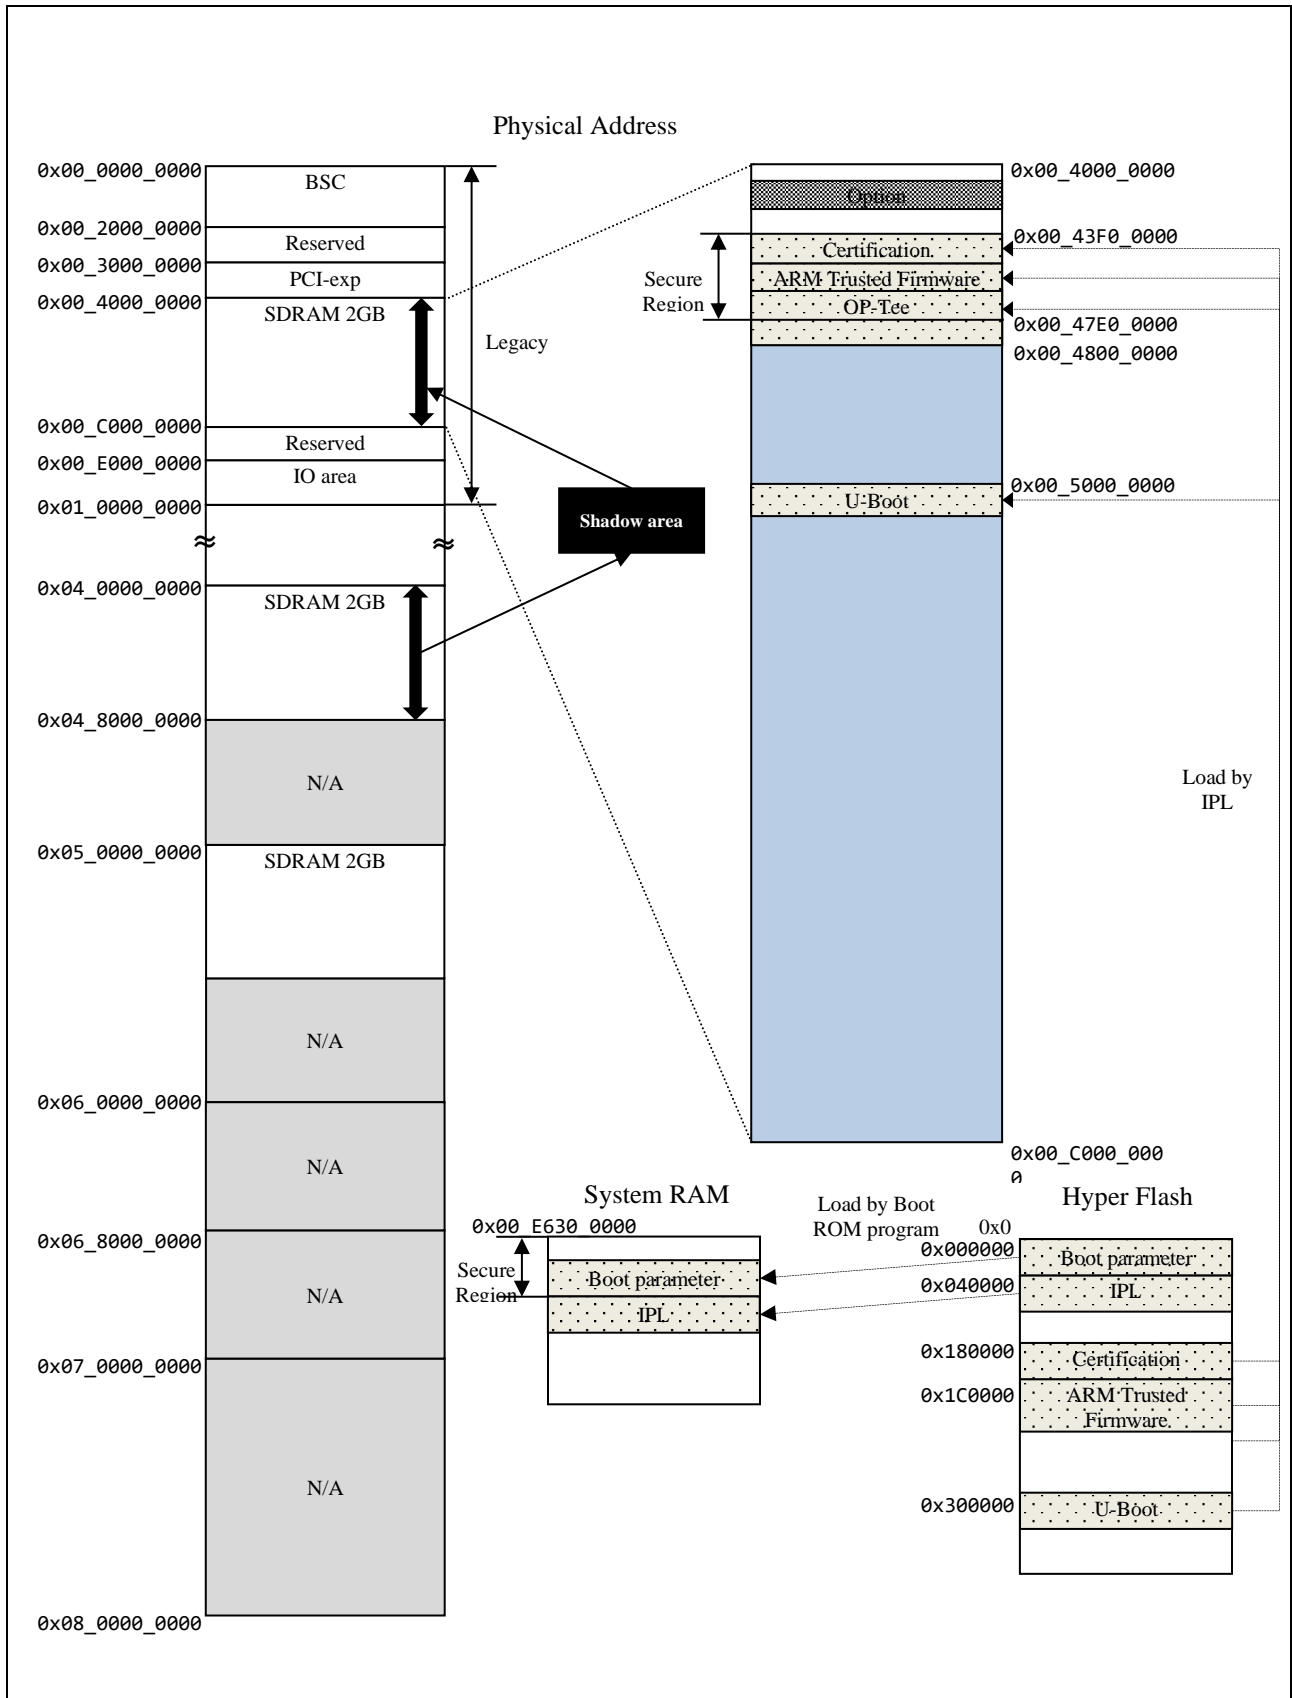 Physical Address
0x00_0000_0000
BSC
0x00_2000_0000
Reserved
0x00_3000_0000
PCI-exp
0x00_4000_0000
SDRAM 2GB
Legacy
0x00_C000_0000
Reserved
0x00_E000_0000
IO area
0x01_0000_0000
Shadow area
0x04_0000_0000
SDRAM 2GB
0x04_8000_0000
N/A
0x05_0000_0000
SDRAM 2GB
N/A
0x06_0000_0000
N/A
0x06_8000_0000
N/A
0x07_0000_0000
N/A
0x08_0000_0000
0x00_4000_0000
Option
0x00_43F0_0000
Certification
Secure
Region
ARM Trusted Firmware
OP-Tee
0x00_47E0_0000
0x00_4800_0000
0x00_5000_0000
U-Boot
Load by
IPL
0x00_C000_000
0
System RAM
0x00_E630_0000
Secure
Region
Boot parameter
IPL
Load by Boot
ROM program
Hyper Flash
0x0
0x000000
Boot parameter
0x040000
IPL
0x180000
Certification
0x1C0000
ARM Trusted
Firmware
0x300000
U-Boot